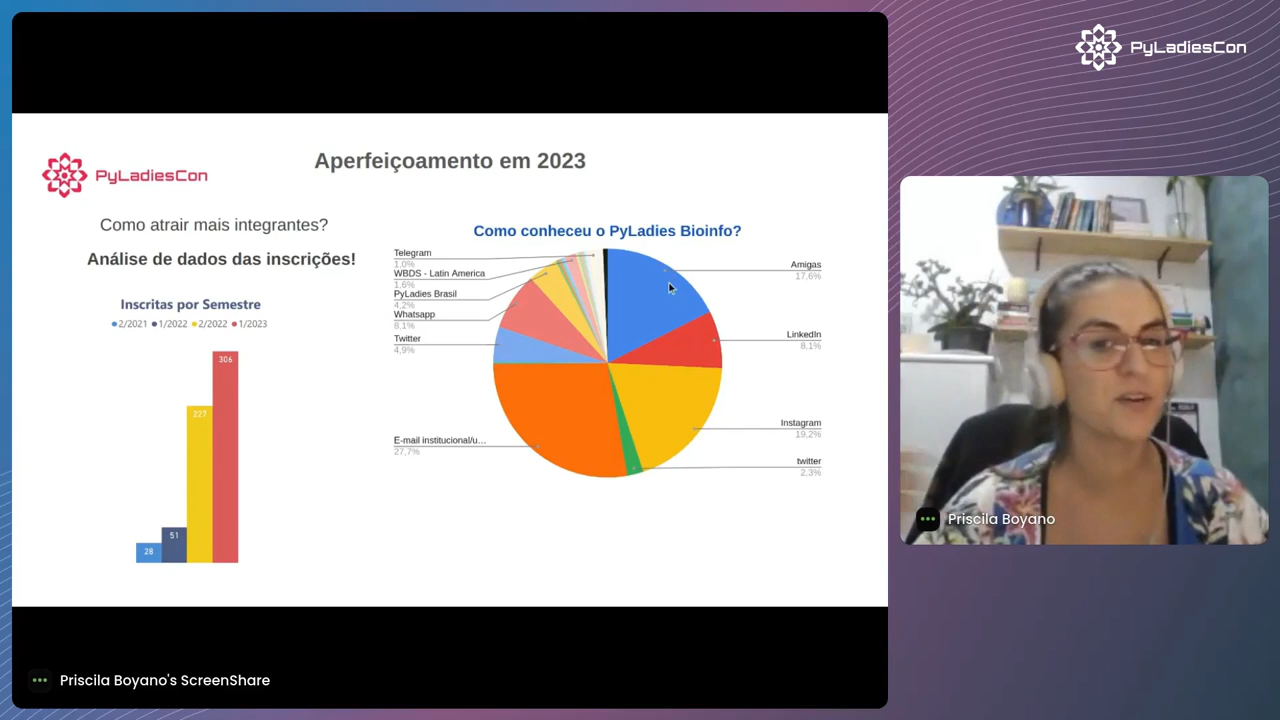 PyLadiesCon
PyLadiesCon
Aperfeiçoamento em 2023
Como atrair mais integrantes?
Análise de dados das inscrições!
Inscritas por Semestre
2/2021 1/2022 2/2022 1/2023
306
227
51
28
Como conheceu o PyLadies Bioinfo?
Telegram
1,0%
WBDS - Latin America
1,6%
PyLadies Brasil
4,2%
Whatsapp
8,1%
Twitter
4,9%
E-mail institucional/u...
27,7%
Amigas
17,6%
LinkedIn
8,1%
Instagram
19,2%
twitter
2,3%
Priscila Boyano
Priscila Boyano's ScreenShare